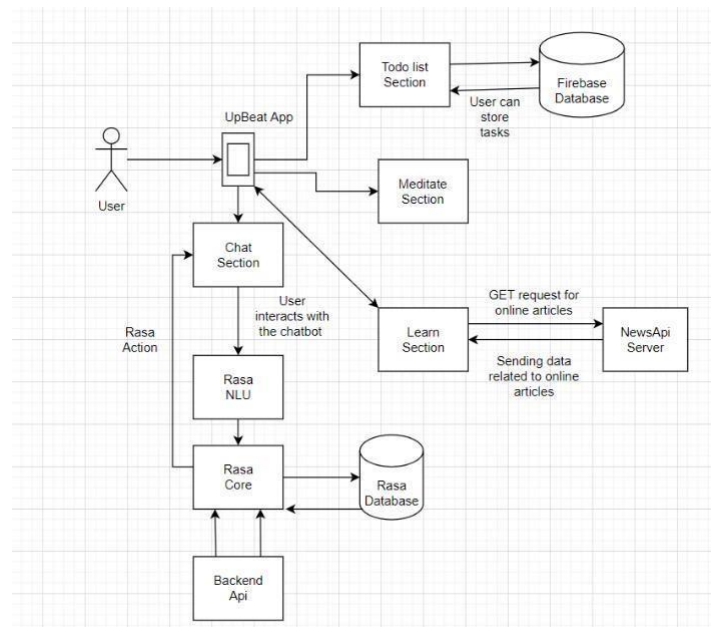 Todo list
Section
Firebase
Database
User can
store
tasks
UpBeat App
User
Meditate
Section
Chat
Section
User
interacts with
the chatbot
Rasa
Action
Learn
Section
GET request for
online articles
NewsApi
Server
Sending data
related to online
articles
Rasa
NLU
Rasa
Core
Rasa
Database
Backend
Api